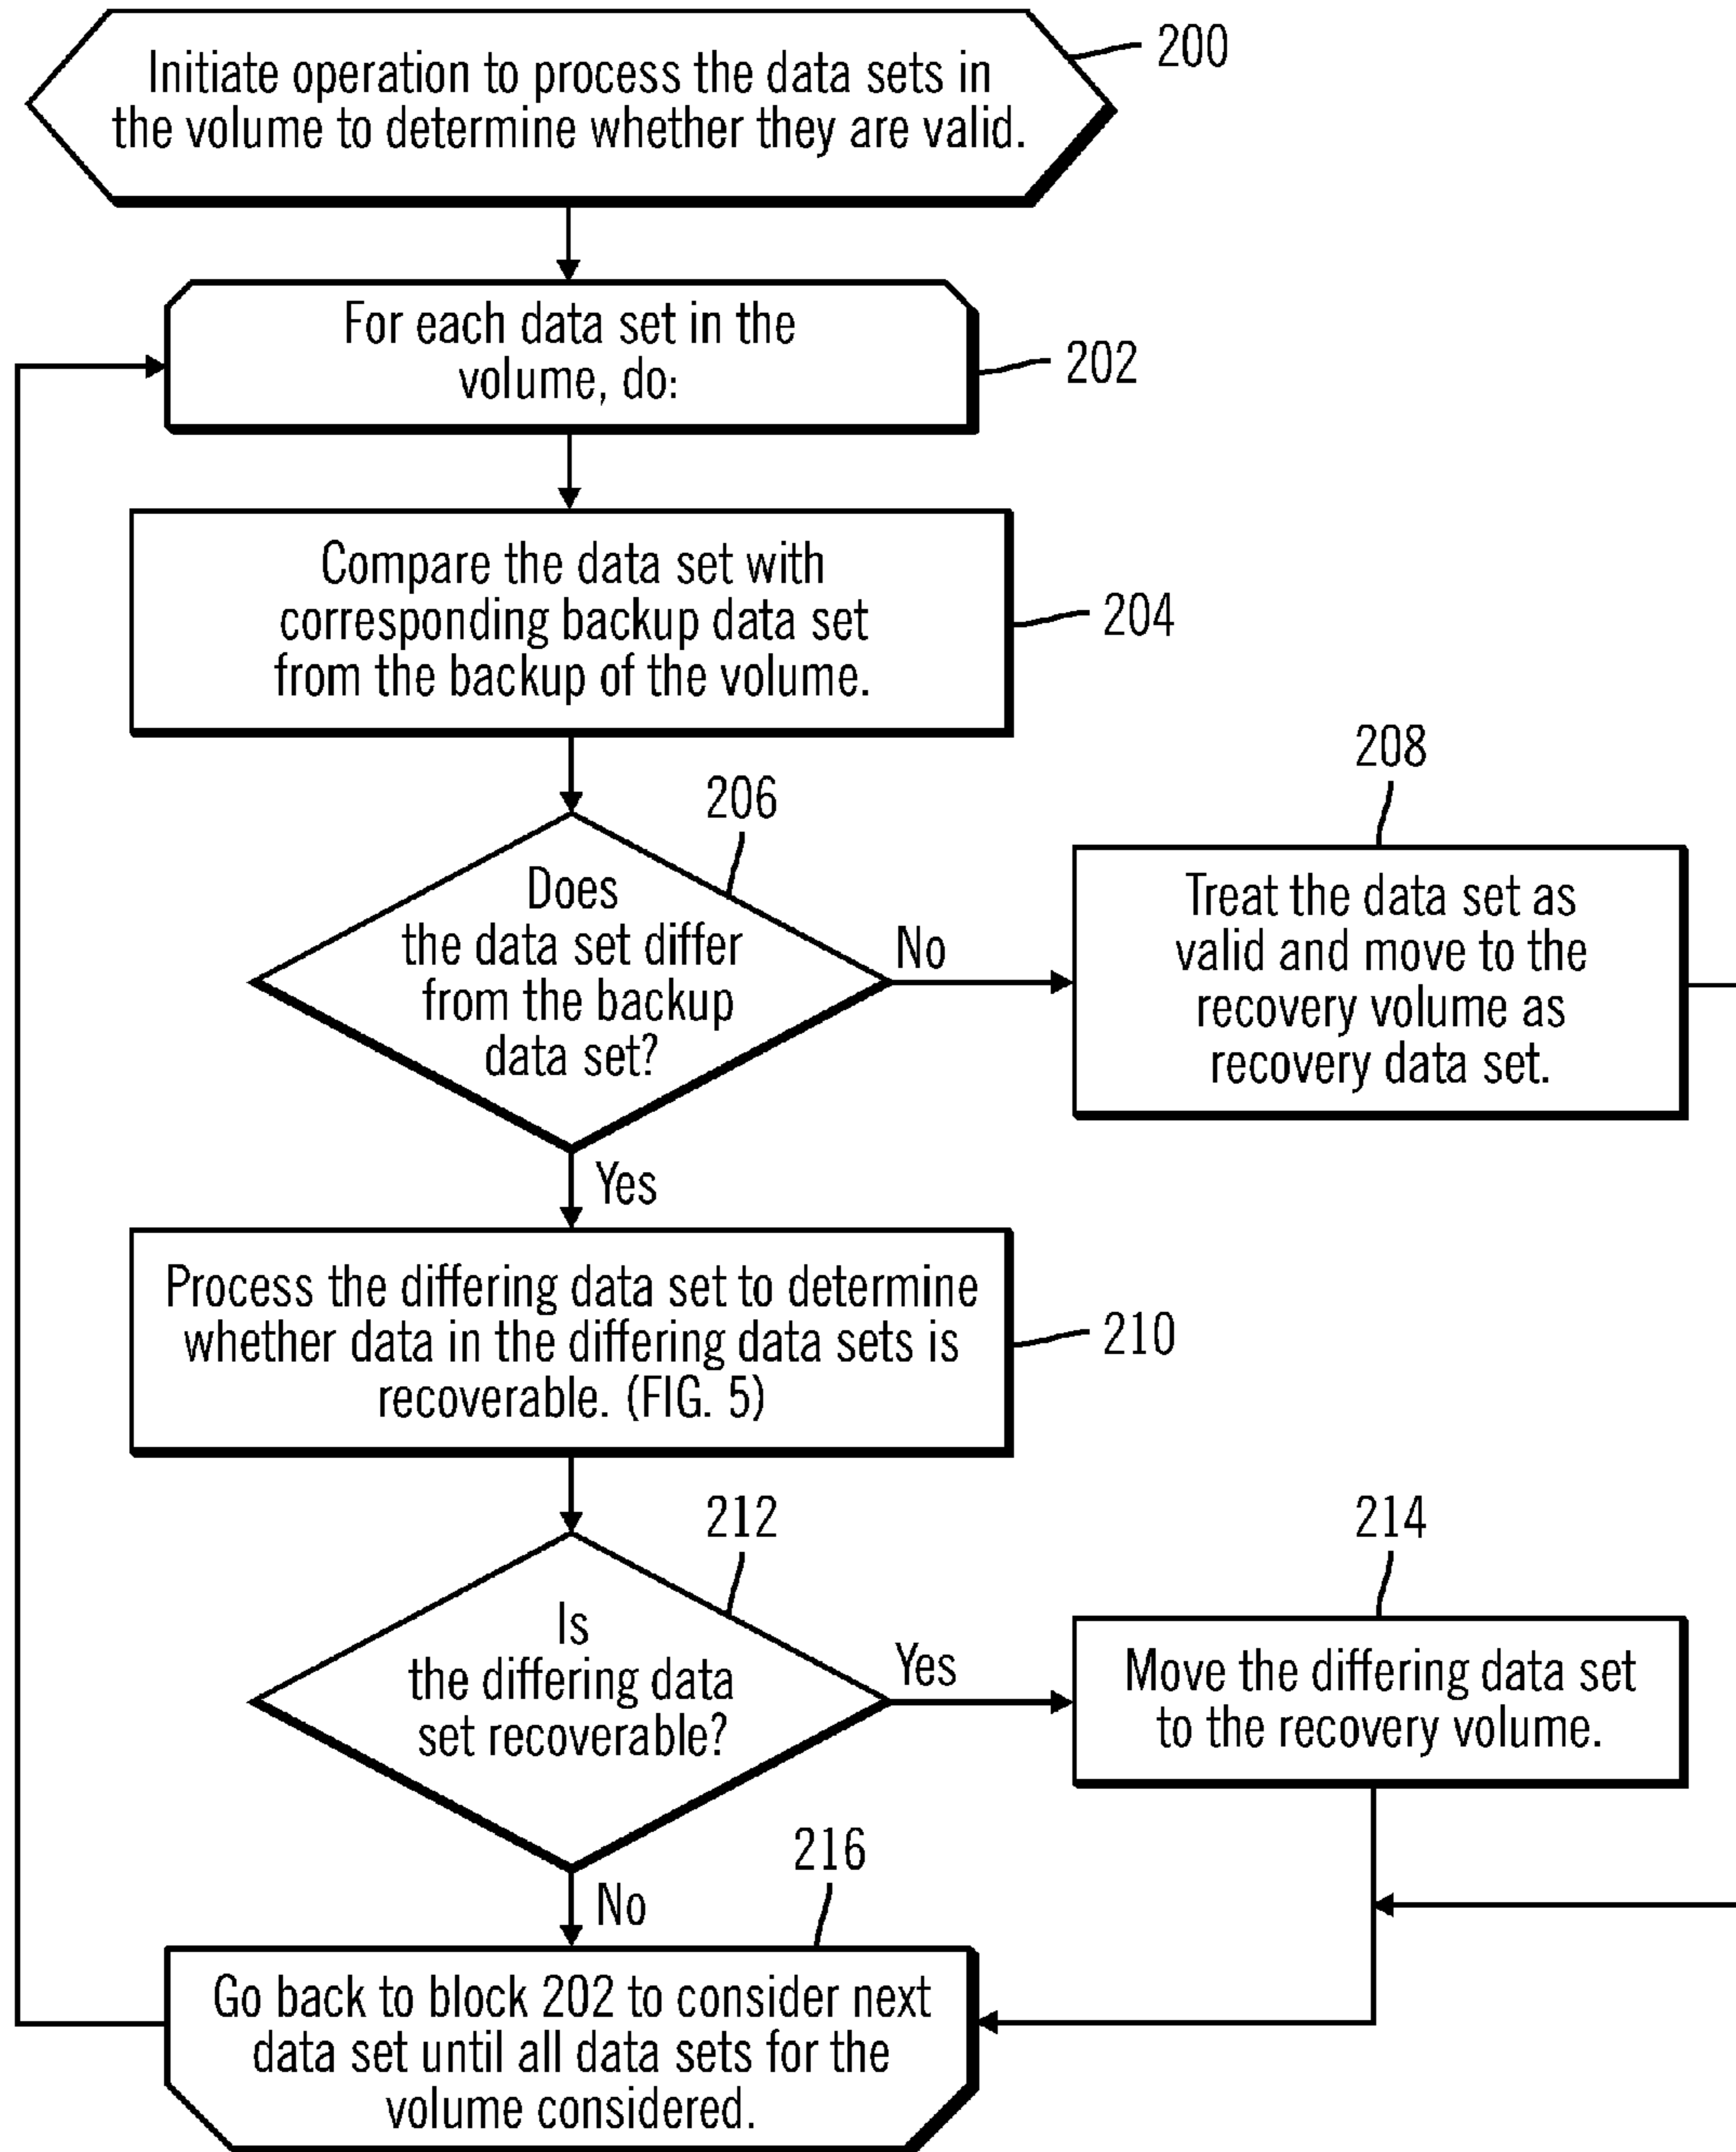 Initiate operation to process the data sets in
the volume to determine whether they are valid.
200
For each data set in the
volume, do:
202
Compare the data set with
corresponding backup data set
from the backup of the volume.
204
206
Does
the data set differ
from the backup
data set?
No
208
Treat the data set as
valid and move to the
recovery volume as
recovery data set.
Yes
Process the differing data set to determine
whether data in the differing data sets is
recoverable. (FIG. 5)
210
212
Is
the differing data
set recoverable?
Yes
214
Move the differing data set
to the recovery volume.
No
216
Go back to block 202 to consider next
data set until all data sets for the
volume considered.